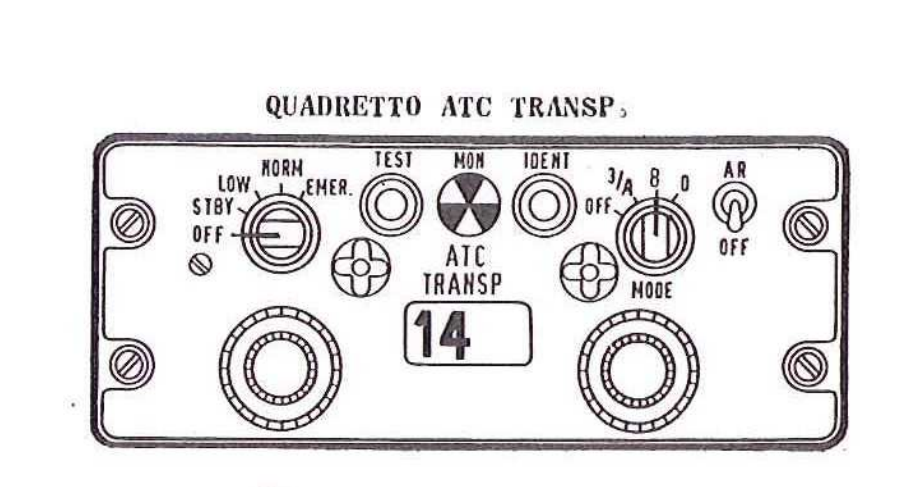 QUADRETTO ATC TRANSP.
TEST MON IDENT
NORM
LOW EMER.
STBY
OFF
3/A B D
OFF
AR
OFF
ATC
TRANSP
MODE
14